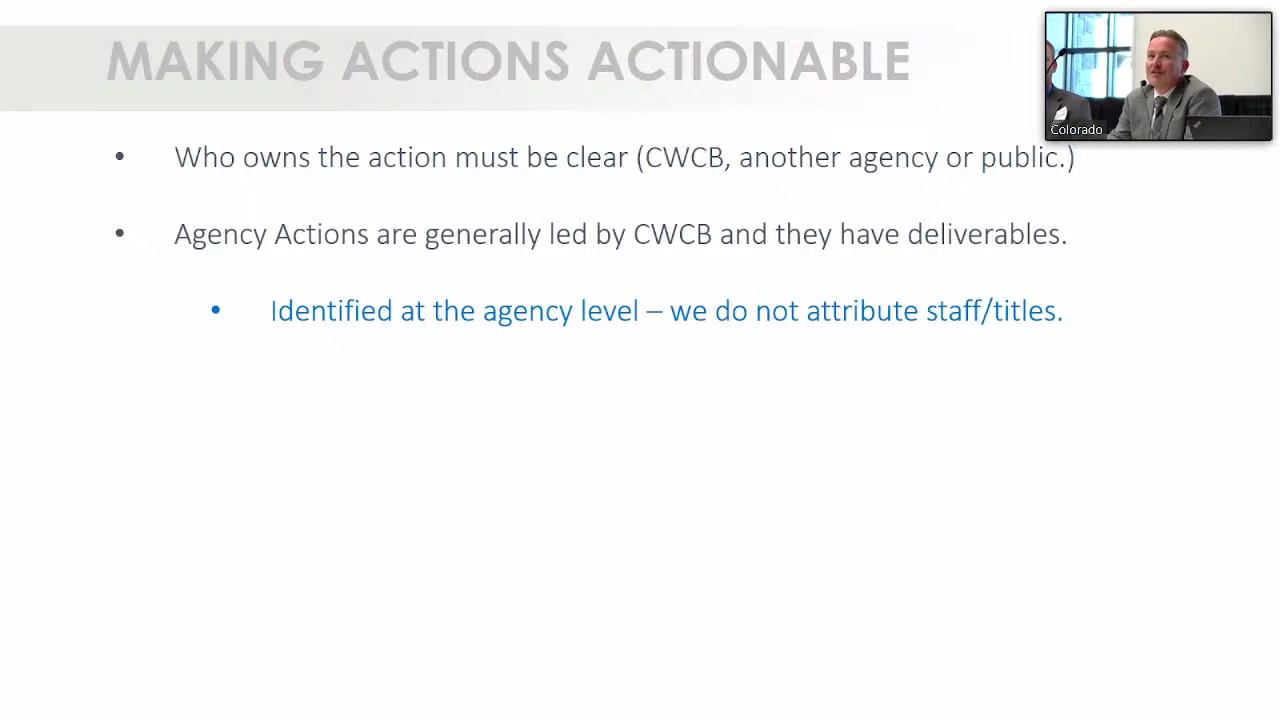 MAKING ACTIONS ACTIONABLE
Colorado
• Who owns the action must be clear (CWCB, another agency or public.)
• Agency Actions are generally led by CWCB and they have deliverables.
• Identified at the agency level – we do not attribute staff/titles.